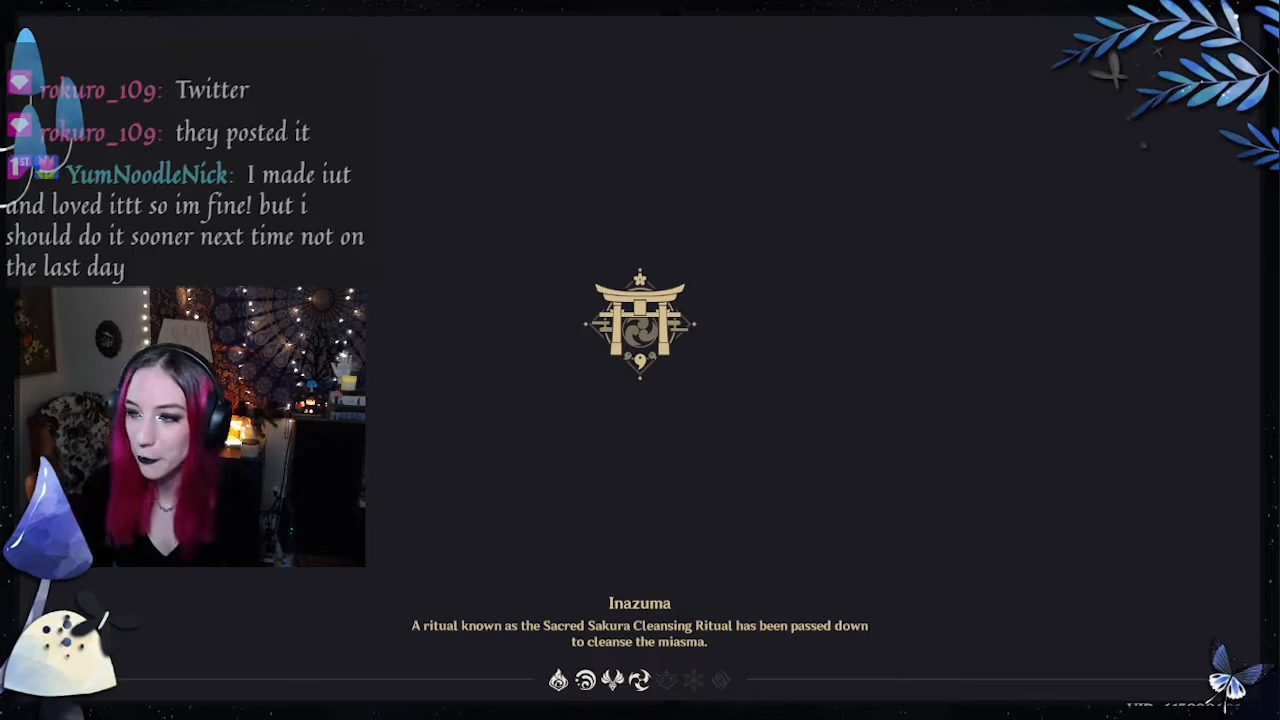 rokuro_109: Twitter
rokuro_109: they posted it
1ST YumNoodleNick: I made iut
and loved ittt so im fine! but i
should do it sooner next time not on
the last day
Inazuma
A ritual known as the Sacred Sakura Cleansing Ritual has been passed down
to cleanse the miasma.